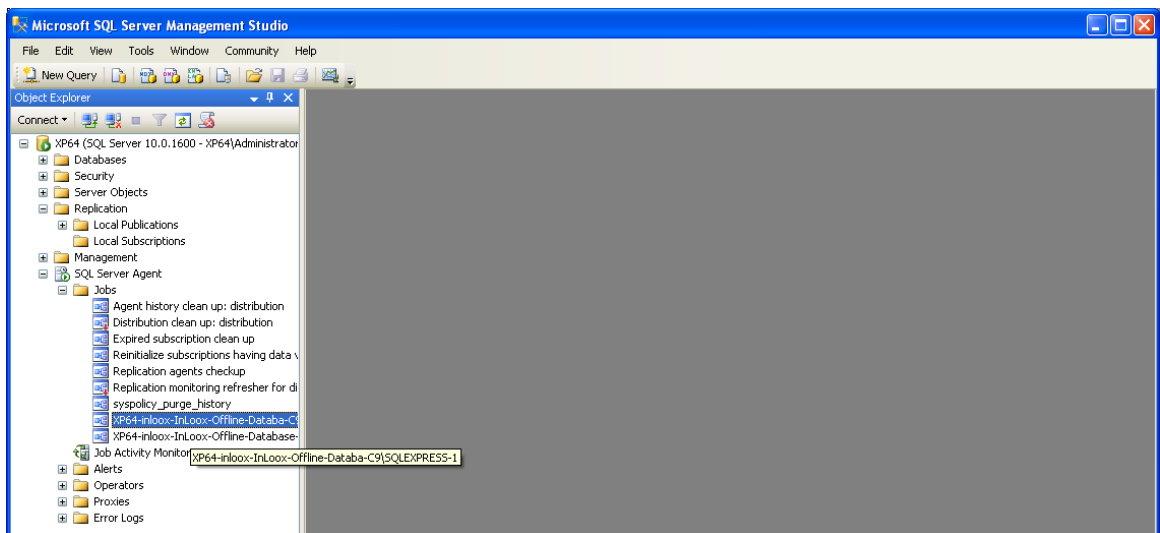 Microsoft SQL Server Management Studio
File Edit View Tools Window Community Help
New Query
Object Explorer
Connect
XP64 (SQL Server 10.0.1600 - XP64\Administrator
Databases
Security
Server Objects
Replication
Local Publications
Local Subscriptions
Management
SQL Server Agent
Jobs
Agent history clean up: distribution
Distribution clean up: distribution
Expired subscription clean up
Reinitialize subscriptions having data
Replication agents checkup
Replication monitoring refresher for di
syspolicy_purge_history
XP64-inloox-InLoox-Offline-Databa-C9
XP64-inloox-InLoox-Offline-Database-
Job Activity Monitor
XP64-inloox-InLoox-Offline-Databa-C9\SQLEXPRESS-1
Alerts
Operators
Proxies
Error Logs